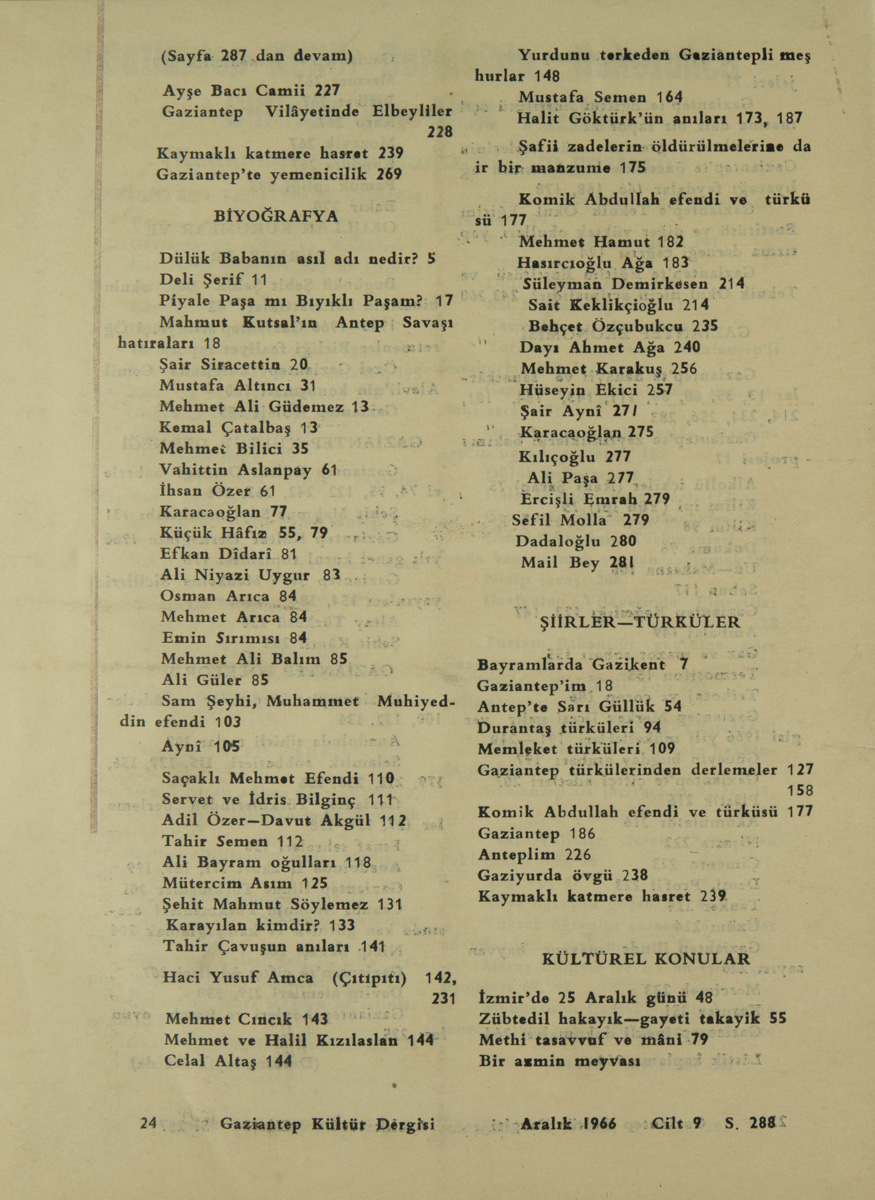 (Sayfa 287 dan devam)
Ayşe Bacı Camii 227
Gaziantep Vilâyetinde Elbeyliler
228
Kaymaklı katmere hasret 239
Gaziantep'te yemenicilik 269
BİYOĞRAFYA
Dülük Babanın asıl adı nedir? 5
Deli Şerif 11
Piyale Paşa mı Bıyıklı Paşam? 17
Mahmut Kutsal'ın Antep Savaşı
hatıraları 18
Şair Siracettin 20
Mustafa Altıncı 31
Mehmet Ali Güdemez 13
Kemal Çatalbaş 13
Mehmet Bilici 35
Vahittin Aslanpay 61
İhsan Özer 61
Karacaoğlan 77
Küçük Hâfız 55, 79
Efkan Dîdarî 81
Ali Niyazi Uygur 83
Osman Arıca 84
Mehmet Arıca 84
Emin Sırımısı 84
Mehmet Ali Balım 85
Ali Güler 85
Sam Şeyhi, Muhammet Muhiyed-
din efendi 103
Aynî 105
Saçaklı Mehmet Efendi 110
Servet ve İdris Bilginç 111
Adil Özer—Davut Akgül 112
Tahir Semen 112
Ali Bayram oğulları 118
Mütercim Asım 125
Şehit Mahmut Söylemez 131
Karayılan kimdir? 133
Tahir Çavuşun anıları 141
Haci Yusuf Amca (Çıtıpıtı) 142,
231
Mehmet Cıncık 143
Mehmet ve Halil Kızılaslan 144
Celal Altaş 144
Yurdunu terkeden Gaziantepli meş
hurlar 148
Mustafa Semen 164
Halit Göktürk'ün anıları 173, 187
Şafii zadelerin öldürülmelerine da
ir bir manzume 175
Komik Abdullah efendi ve türkü
sü 177
Mehmet Hamut 182
Hasırcıoğlu Ağa 183
Süleyman Demirkesen 214
Sait Keklikçioğlu 214
Behçet Özçubukcu 235
Dayı Ahmet Ağa 240
Mehmet Karakuş 256
Hüseyin Ekici 257
Şair Aynî 271
Karacaoğlan 275
Kılıçoğlu 277
Ali Paşa 277
Ercişli Emrah 279
Sefil Molla 279
Dadaloğlu 280
Mail Bey 281
ŞİİRLER—TÜRKÜLER
Bayramlarda Gazikent 7
Gaziantep'im 18
Antep'te Sarı Güllük 54
Durantaş türküleri 94
Memleket türküleri 109
Gaziantep türkülerinden derlemeler 127
158
Komik Abdullah efendi ve türküsü 177
Gaziantep 186
Anteplim 226
Gaziyurda övgü 238
Kaymaklı katmere hasret 239
KÜLTÜREL KONULAR
İzmir'de 25 Aralık günü 48
Zübtedil hakayık—gayeti takayik 55
Methi tasavvuf ve mâni 79
Bir azmin meyvası
24 Gaziantep Kültür Dergisi Aralık 1966 Cilt 9 S. 288